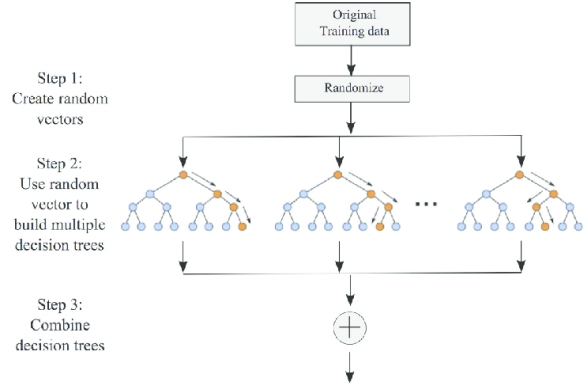 Original
Training data
Step 1:
Create random
vectors
Randomize
Step 2:
Use random
vector to
build multiple
decision trees
...
Step 3:
Combine
decision trees
+